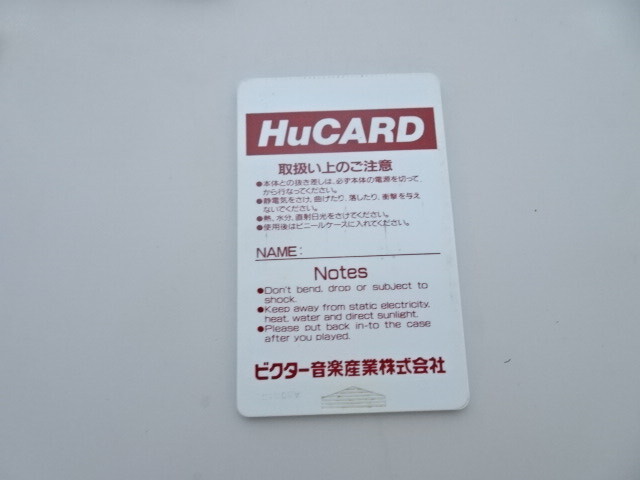 HuCARD
取扱い上のご注意
●本体との抜き差しは、必ず本体の電源を切って
から行なってください。
●静電気をさけ、曲げたり、落したり、衝撃を与え
ないでください。
●熱、水分、直射日光をさけてください。
●使用後はビニールケースに入れてください。
NAME:
Notes
●Don't bend, drop or subject to
shock.
●Keep away from static electricity,
heat, water and direct sunlight.
●Please put back in-to the case
after you played.
ビクター音楽産業株式会社